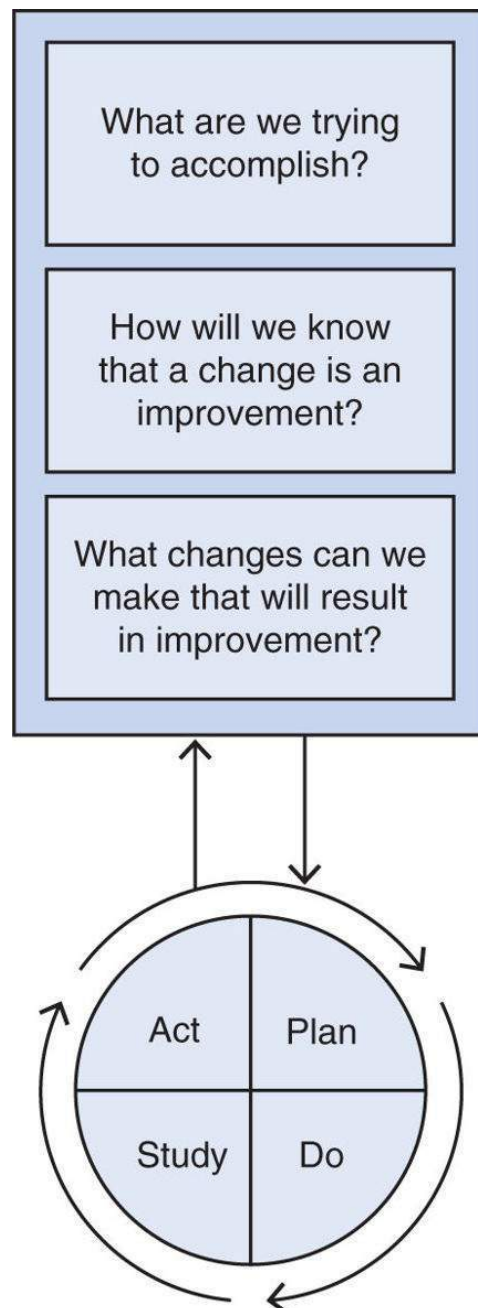 What are we trying
to accomplish?
How will we know
that a change is an
improvement?
What changes can we
make that will result
in improvement?
Act
Plan
Study
Do